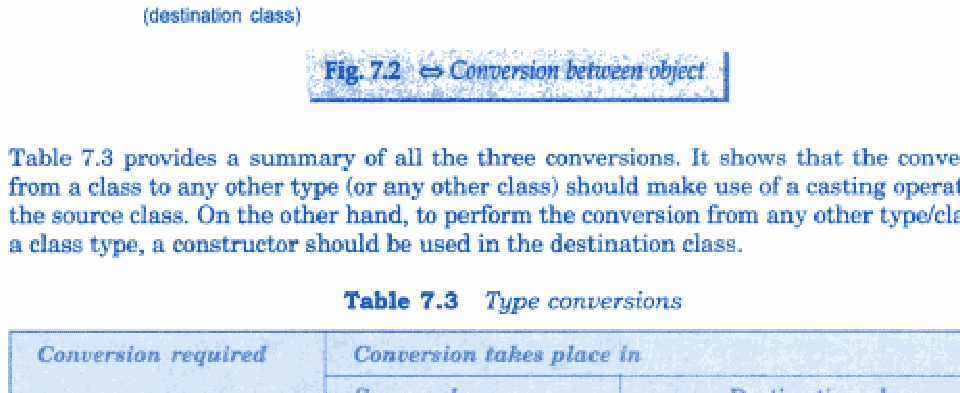 (destination class)
Fig. 7.2 ⇔ Conversion between object
Table 7.3 provides a summary of all the three conversions. It shows that the conve
from a class to any other type (or any other class) should make use of a casting operat
the source class. On the other hand, to perform the conversion from any other type/cla
a class type, a constructor should be used in the destination class.
Table 7.3 Type conversions
Conversion required Conversion takes place in